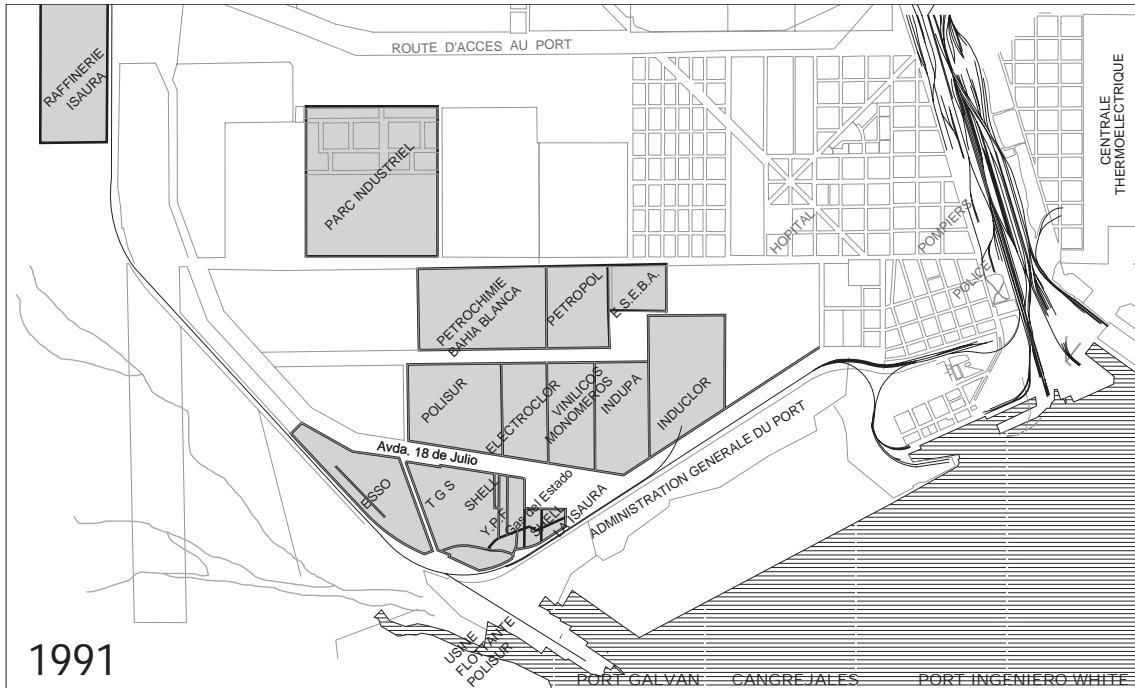 ROUTE D'ACCES AU PORT
RAFFINERIE
ISAURA
CENTRALE
THERMOELECTRIQUE
PARC INDUSTRIEL
HOPITAL
POMPIERS
POLICE
PETROCHIMIE
BAHIA BLANCA
PETROPOL
E.S.E.B.A.
POLISUR
ELECTROCLOR
VINILICOS
MONOMEROS
INDUPA
INDUCLOR
Avda. 18 de Julio
ESSO
T G S
SHELL
Y.P.F.
Gas del Estado
SHELL
LA ISAURA
ADMINISTRATION GENERALE DU PORT
USINE
FLOTTANTE
POLISUR
1991
PORT GALVAN
CANGREJALES
PORT INGENIERO WHITE